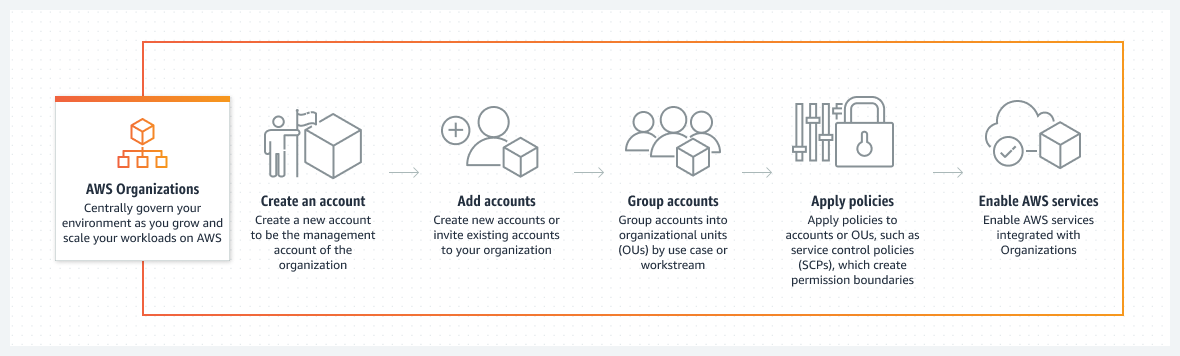 AWS Organizations
Centrally govern your
environment as you grow and
scale your workloads on AWS
Create an account
Create a new account
to be the management
account of the
organization
Add accounts
Create new accounts or
invite existing accounts
to your organization
Group accounts
Group accounts into
organizational units
(OUs) by use case or
workstream
Apply policies
Apply policies to
accounts or OUs, such as
service control policies
(SCPs), which create
permission boundaries
Enable AWS services
Enable AWS services
integrated with
Organizations